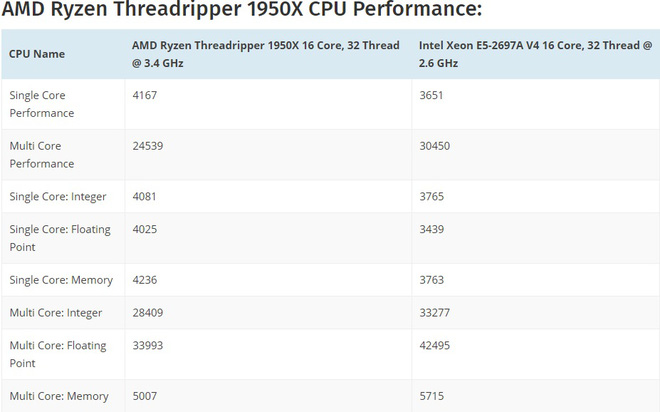 AMD Ryzen Threadripper 1950X CPU Performance:
CPU Name
AMD Ryzen Threadripper 1950X 16 Core, 32 Thread
@ 3.4 GHz
Intel Xeon E5-2697A V4 16 Core, 32 Thread @
2.6 GHz
Single Core
Performance
4167
3651
Multi Core
Performance
24539
30450
Single Core: Integer
4081
3765
Single Core: Floating
Point
4025
3439
Single Core: Memory
4236
3763
Multi Core: Integer
28409
33277
Multi Core: Floating
Point
33993
42495
Multi Core: Memory
5007
5715